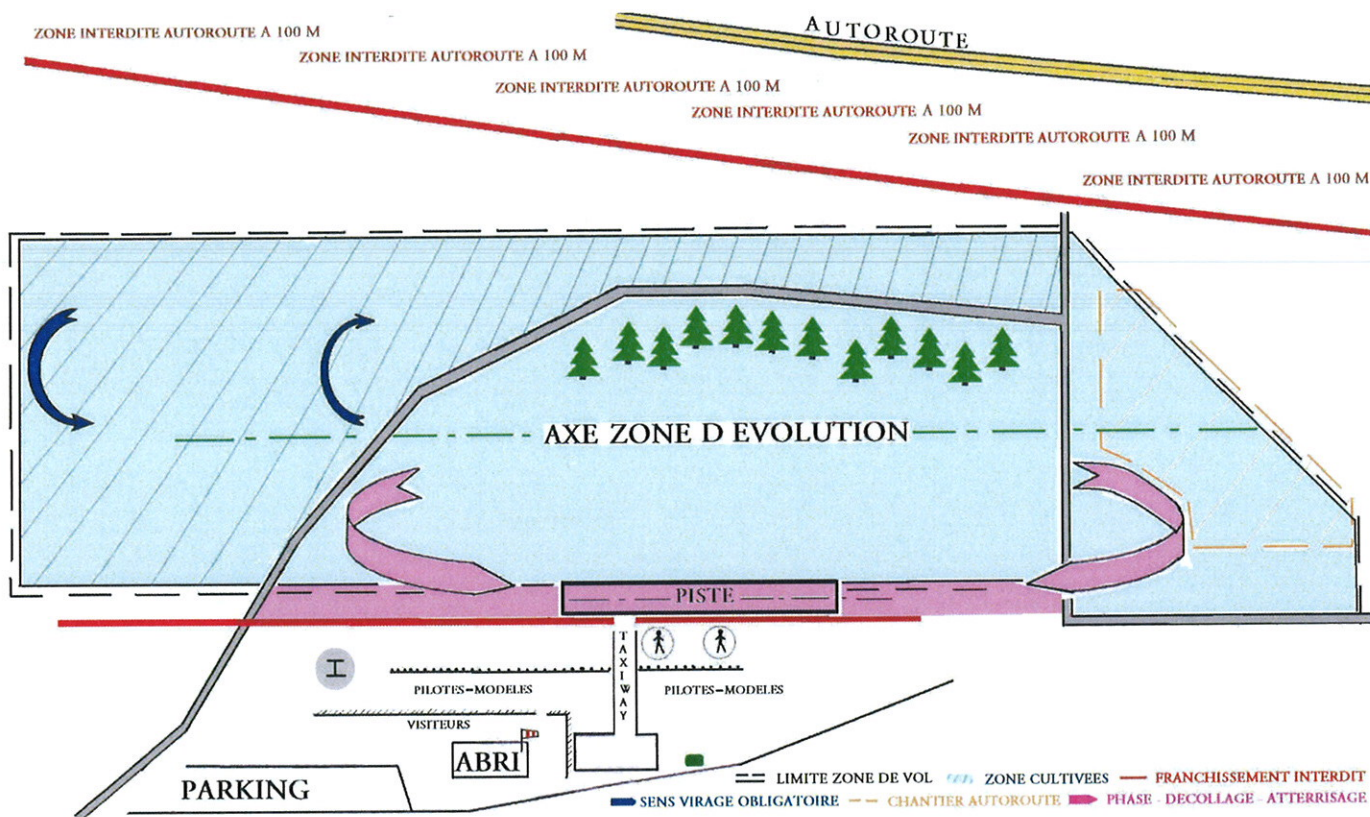 AUTOROUTE
ZONE INTERDITE AUTOROUTE A 100 M
ZONE INTERDITE AUTOROUTE A 100 M
ZONE INTERDITE AUTOROUTE A 100 M
ZONE INTERDITE AUTOROUTE A 100 M
ZONE INTERDITE AUTOROUTE A 100 M
ZONE INTERDITE AUTOROUTE A 100 M
AXE ZONE D EVOLUTION
PISTE
TAXIWAY
H
PILOTES-MODELES
PILOTES-MODELES
VISITEURS
ABRI
PARKING
LIMITE ZONE DE VOL
ZONE CULTIVEES
FRANCHISSEMENT INTERDIT
SENS VIRAGE OBLIGATOIRE
CHANTIER AUTOROUTE
PHASE - DECOLLAGE - ATTERRISAGE